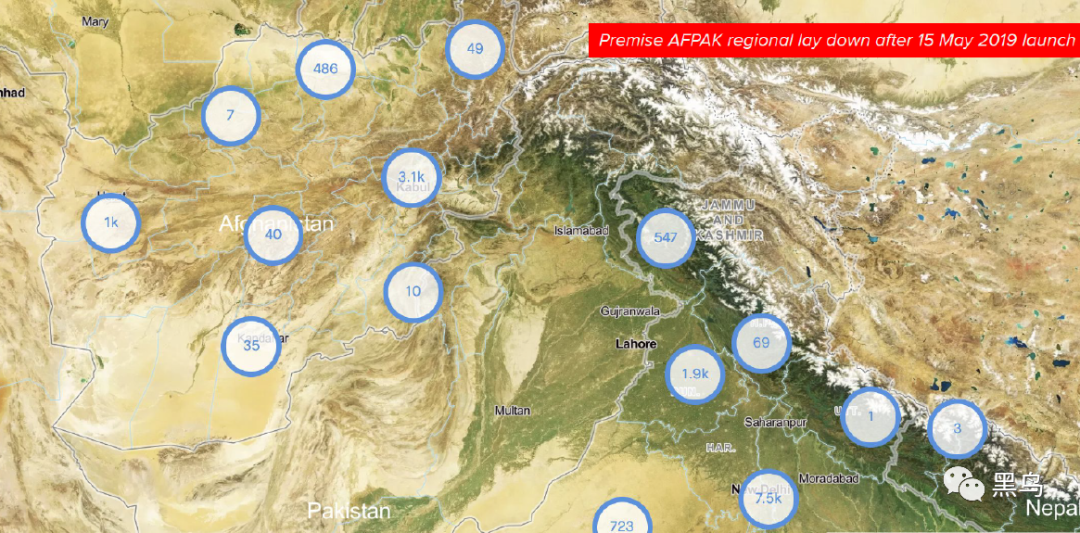 Mary
49
Premise AFPAK regional lay down after 15 May 2019 launch
486
hhad
7
3.1k
Kabul
1k
Afghanistan
40
Islamabad
547
JAMMU
AND
KASHMIR
10
Gujranwala
Kandahar
35
Lahore
69
1.9k
Multan
1
3
Saharanpur
HAR.
Moradabad
New Delhi
7.5k
黑鸟
Nepal
Pakistan
723